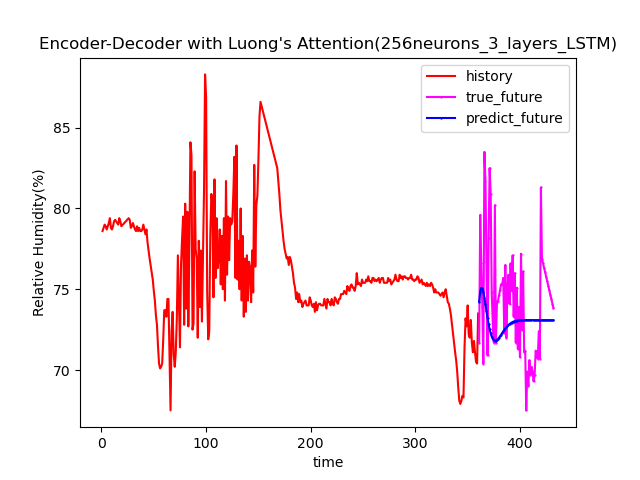 Encoder-Decoder with Luong's Attention(256neurons_3_layers_LSTM)
history
true_future
predict_future
85
80
75
70
Relative Humidity(%)
0
100
200
300
400
time